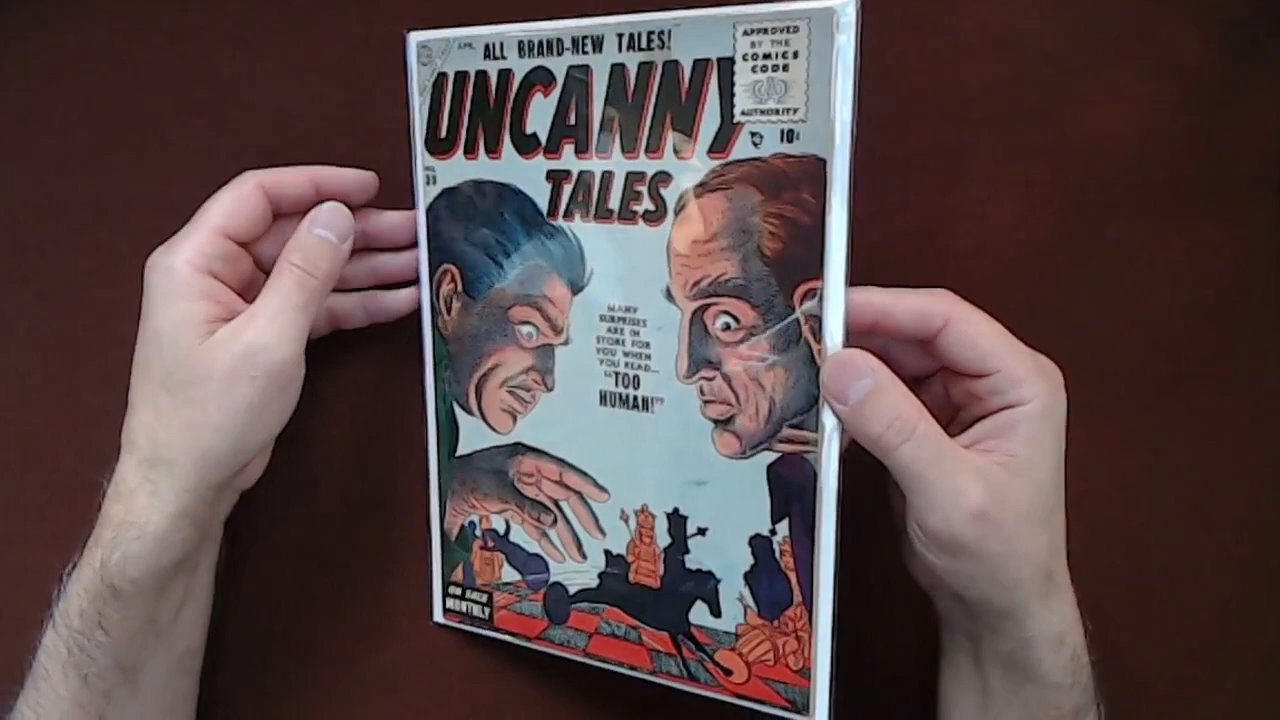 APR.
ALL BRAND-NEW TALES!
UNCANNY
TALES
APPROVED
BY THE
COMICS
CODE
AUTHORITY
10¢
MANY
SURPRISES
ARE IN
STORE FOR
YOU WHEN
YOU READ...
"TOO
HUMAN!"
ON SALE
MONTHLY